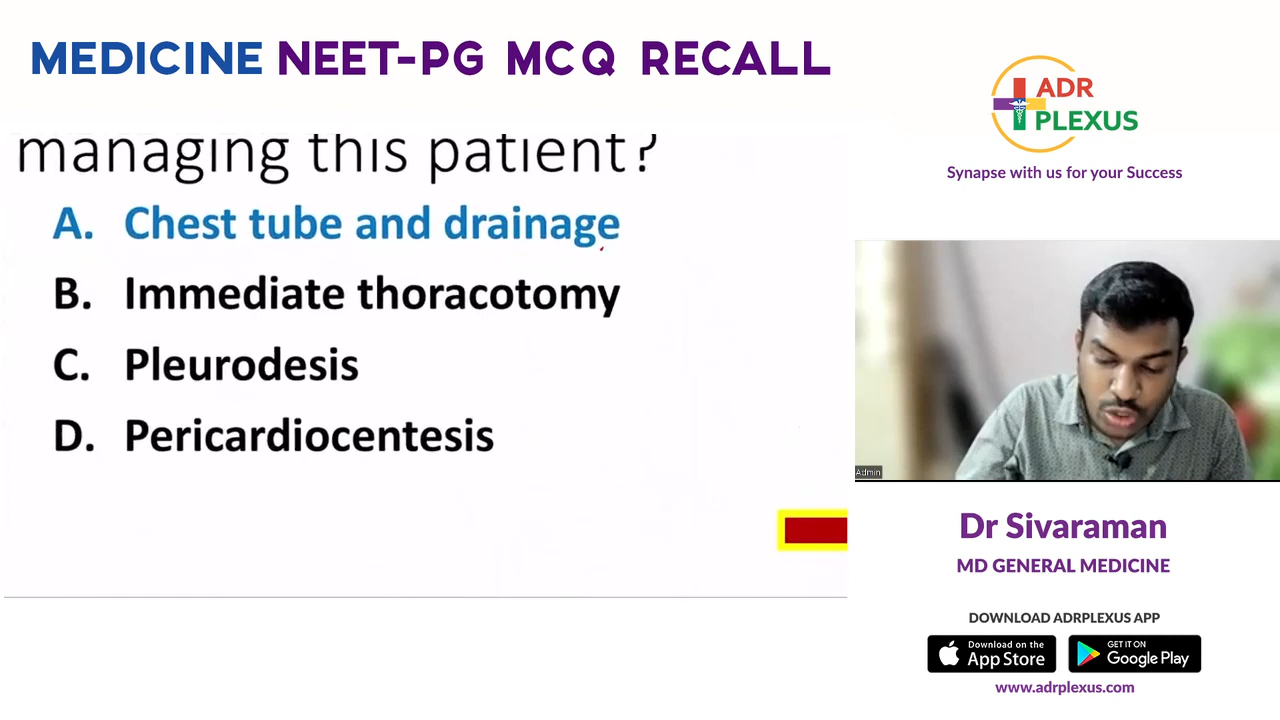 MEDICINE NEET-PG MCQ RECALL
managing this patient?
A. Chest tube and drainage
B. Immediate thoracotomy
C. Pleurodesis
D. Pericardiocentesis
ADR
PLEXUS
Synapse with us for your Success
Admin
Dr Sivaraman
MD GENERAL MEDICINE
DOWNLOAD ADRPLEXUS APP
Download on the
App Store
GET IT ON
Google Play
www.adrplexus.com